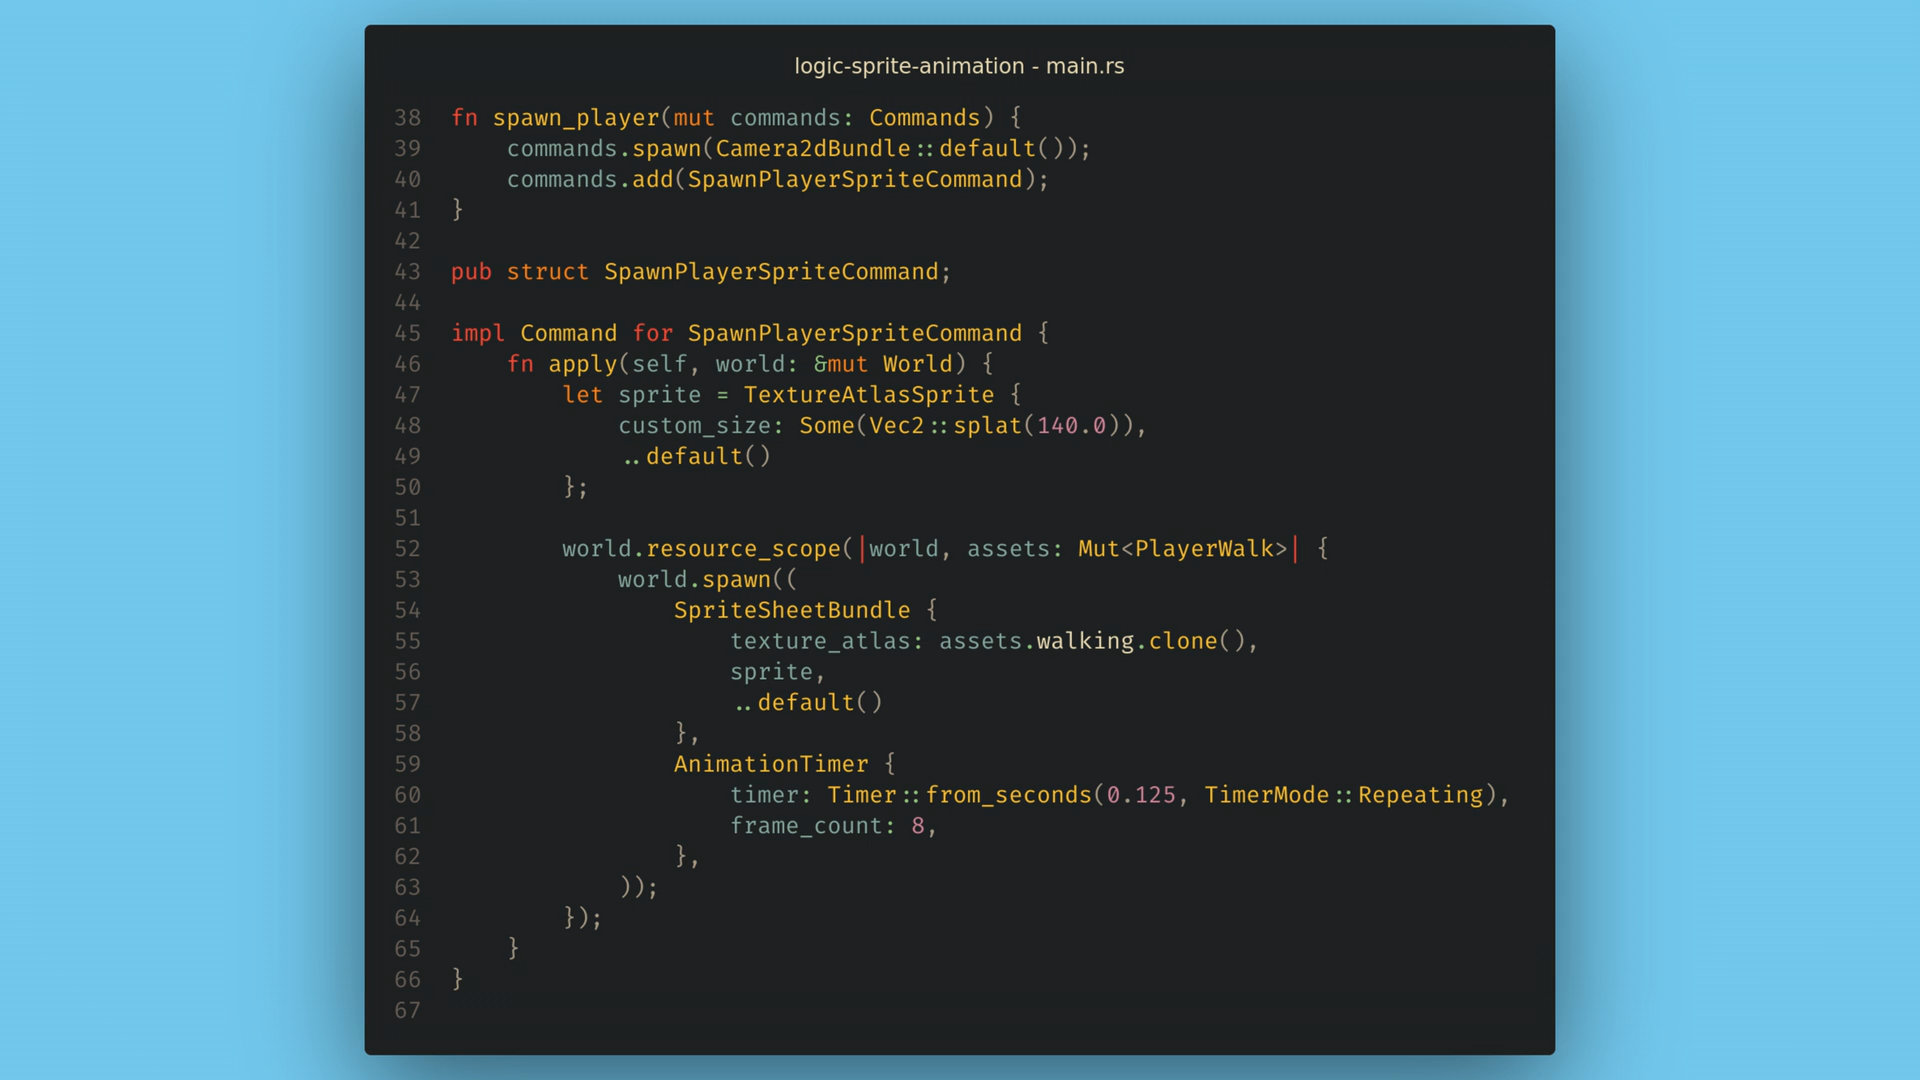 logic-sprite-animation - main.rs
38 fn spawn_player(mut commands: Commands) {
39     commands.spawn(Camera2dBundle::default());
40     commands.add(SpawnPlayerSpriteCommand);
41 }
42
43 pub struct SpawnPlayerSpriteCommand;
44
45 impl Command for SpawnPlayerSpriteCommand {
46     fn apply(self, world: &mut World) {
47         let sprite = TextureAtlasSprite {
48             custom_size: Some(Vec2::splat(140.0)),
49             ..default()
50         };
51
52         world.resource_scope(|world, assets: Mut<PlayerWalk>| {
53             world.spawn((
54                 SpriteSheetBundle {
55                     texture_atlas: assets.walking.clone(),
56                     sprite,
57                     ..default()
58                 },
59                 AnimationTimer {
60                     timer: Timer::from_seconds(0.125, TimerMode::Repeating),
61                     frame_count: 8,
62                 },
63             ));
64         });
65     }
66 }
67